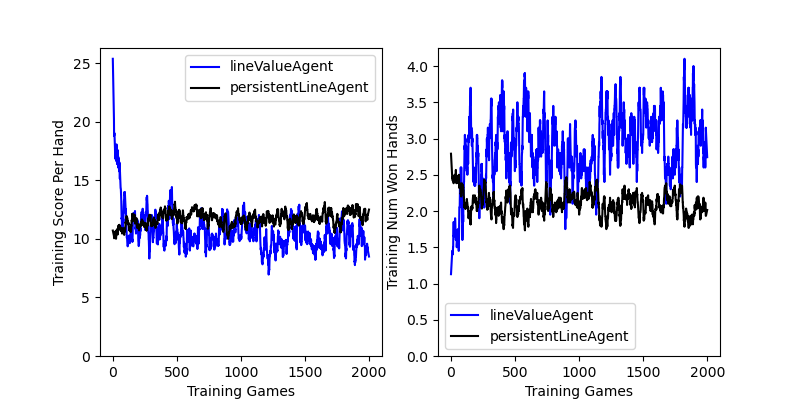 Training Score Per Hand
25
20
15
10
5
0
0 500 1000 1500 2000
Training Games
lineValueAgent
persistentLineAgent
Training Num Won Hands
4.0
3.5
3.0
2.5
2.0
1.5
1.0
0.5
0.0
0 500 1000 1500 2000
Training Games
lineValueAgent
persistentLineAgent